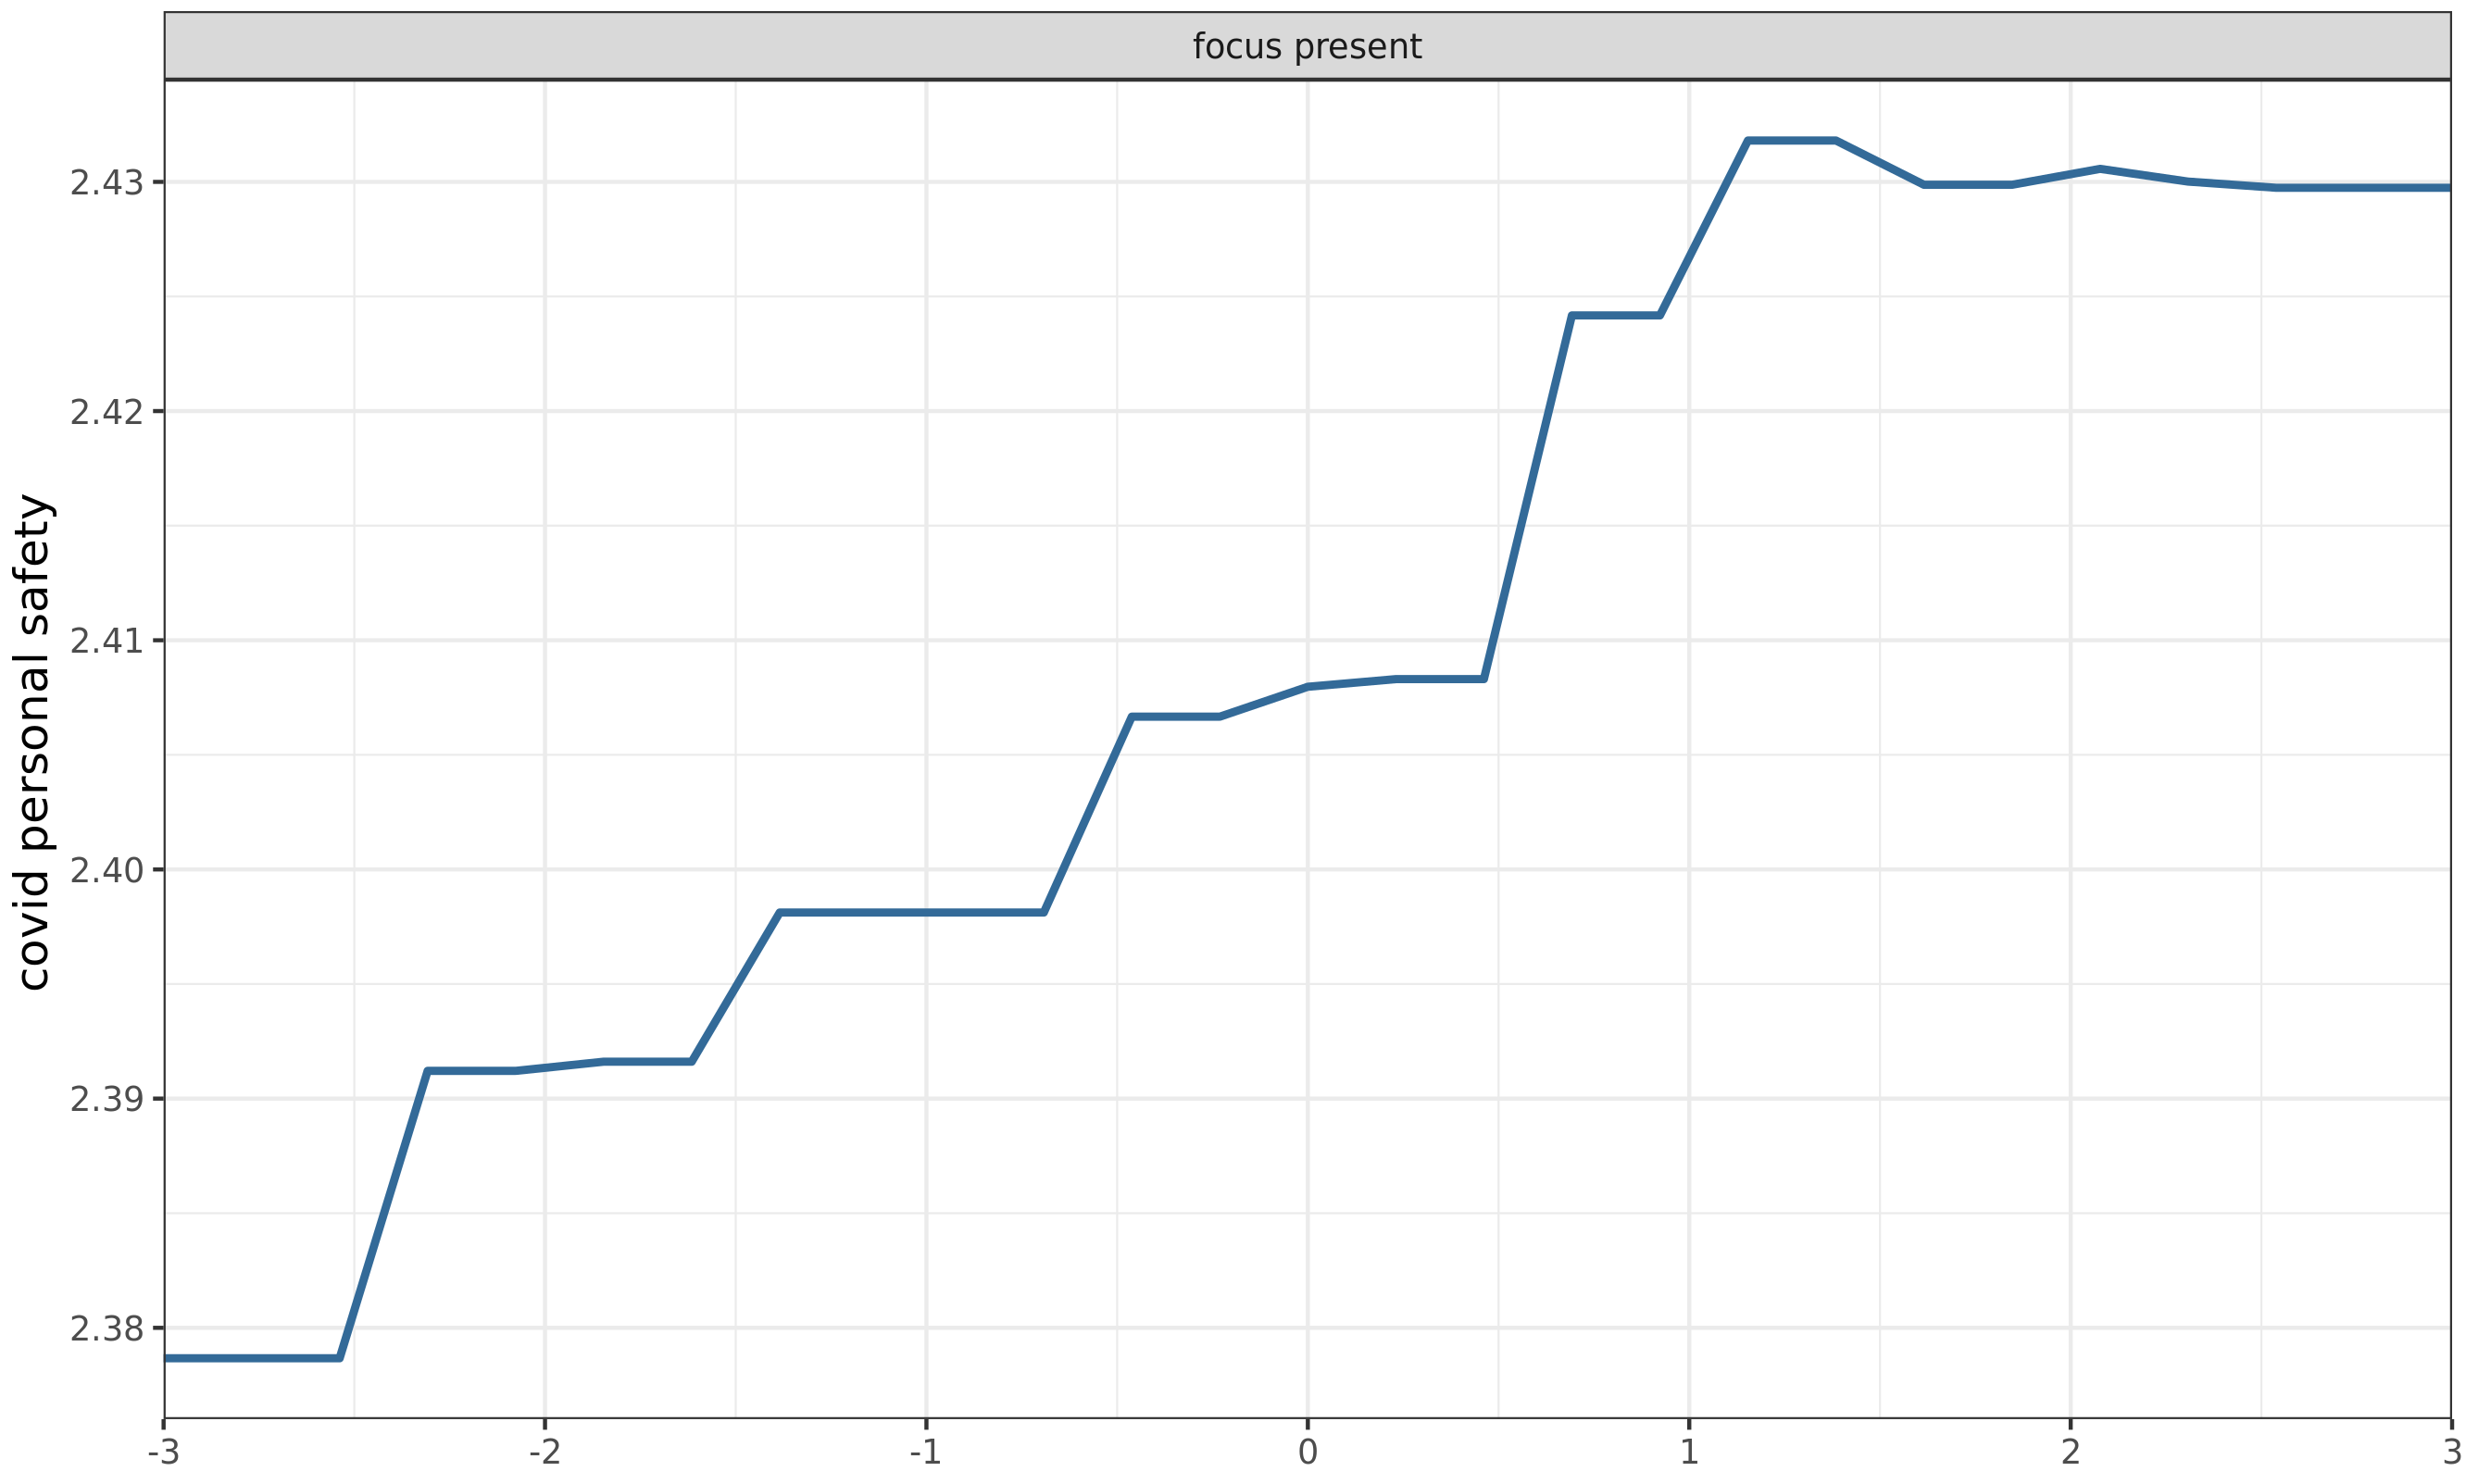 focus present
covid personal safety
2.43
2.42
2.41
2.40
2.39
2.38
-3 -2 -1 0 1 2 3